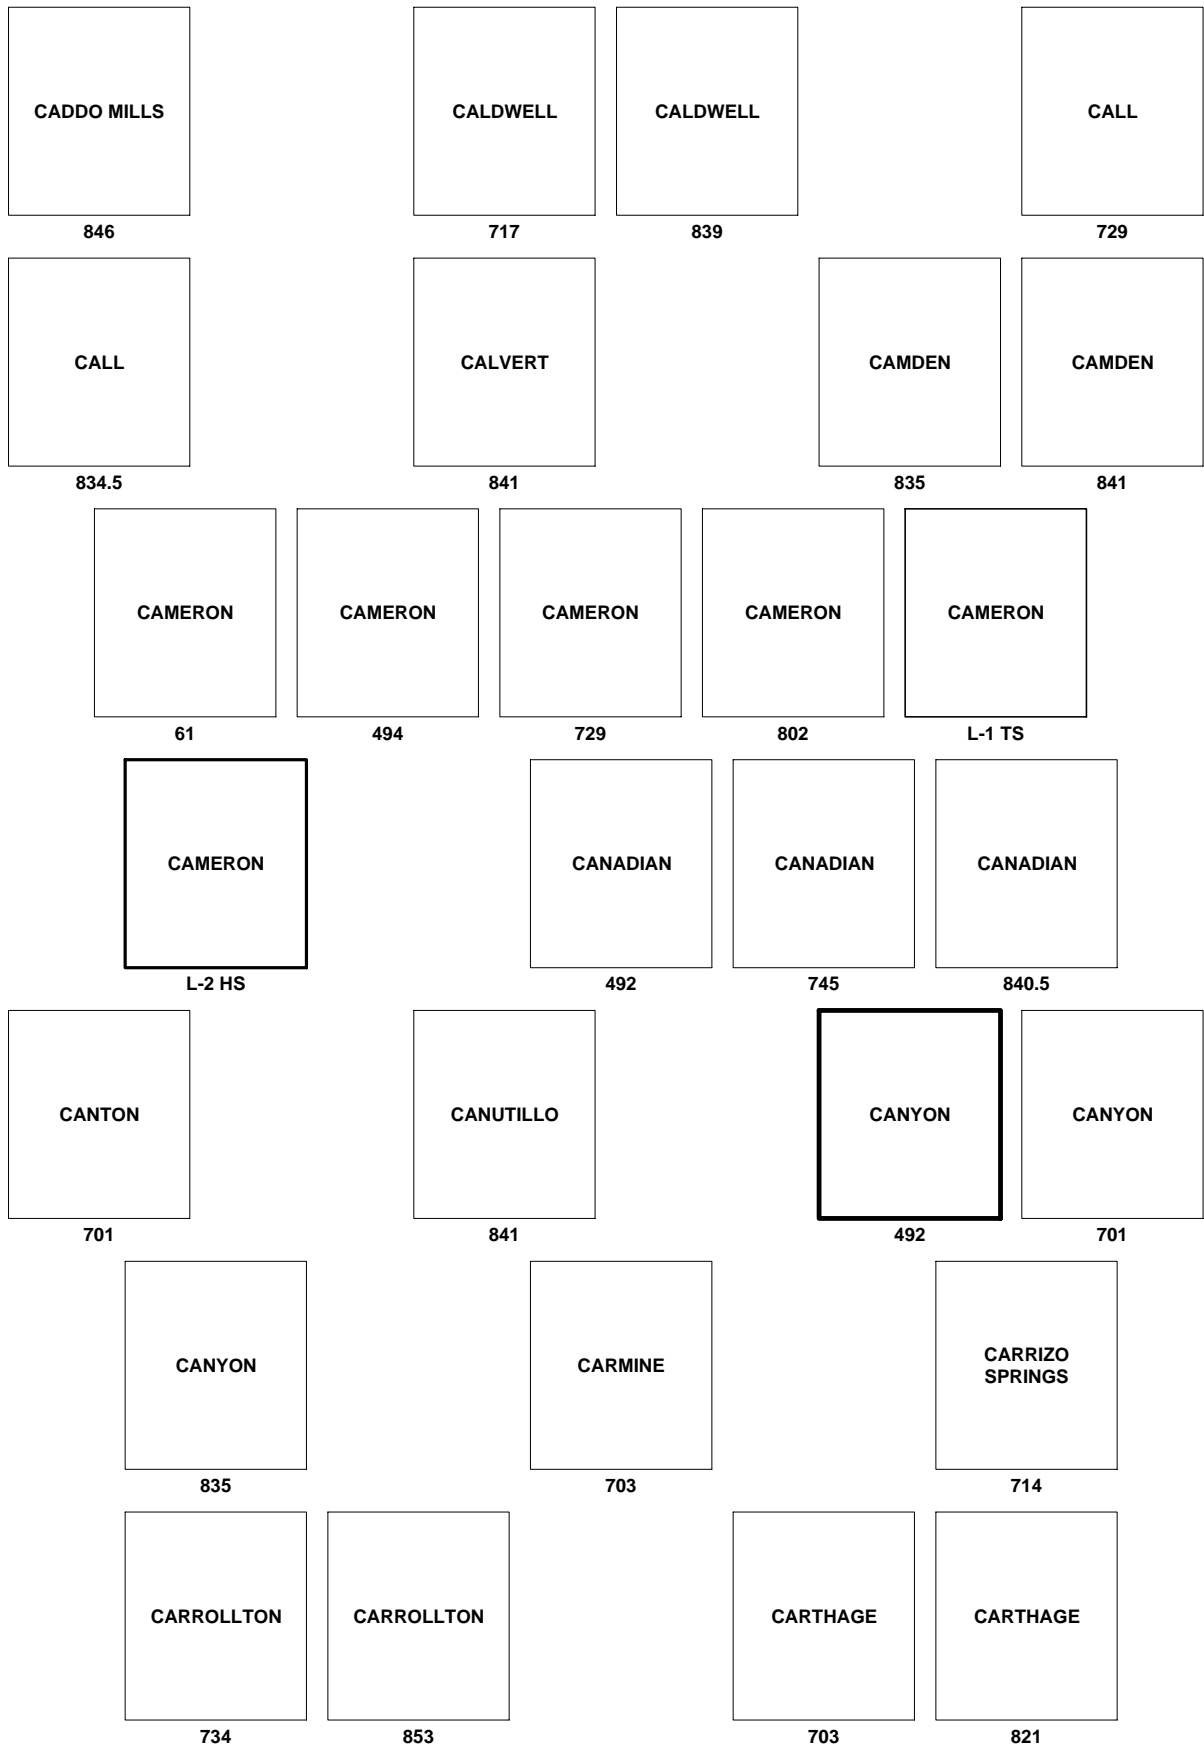 CADDO MILLS
CALDWELL
CALDWELL
CALL
846
717
839
729
CALL
CALVERT
CAMDEN
CAMDEN
834.5
841
835
841
CAMERON
CAMERON
CAMERON
CAMERON
CAMERON
61
494
729
802
L-1 TS
CAMERON
CANADIAN
CANADIAN
CANADIAN
L-2 HS
492
745
840.5
CANTON
CANUTILLO
CANYON
CANYON
701
841
492
701
CANYON
CARMINE
CARRIZO
SPRINGS
835
703
714
CARROLLTON
CARROLLTON
CARTHAGE
CARTHAGE
734
853
703
821